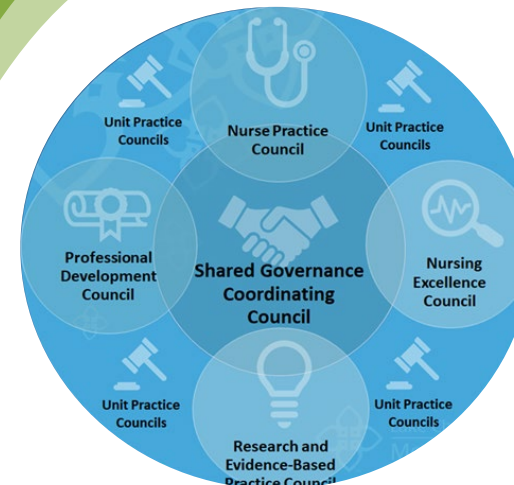 Unit Practice
Councils
Nurse Practice
Council
Unit Practice
Councils
Professional
Development
Council
Shared Governance
Coordinating
Council
Nursing
Excellence
Council
Unit Practice
Councils
Unit Practice
Councils
Research and
Evidence-Based
Practice Council